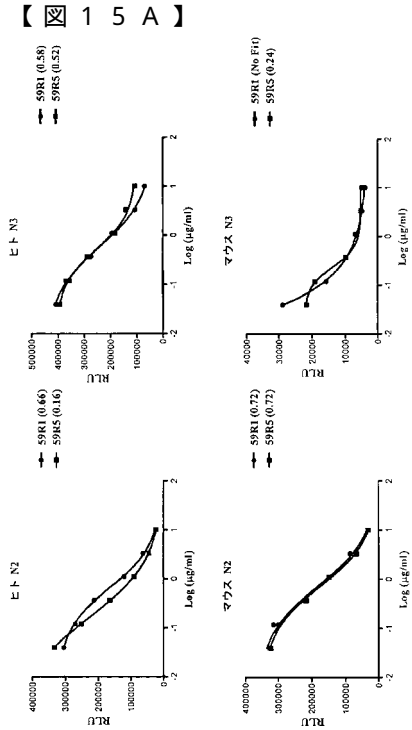 【図１５Ａ】
ヒト N2
59R1 (0.66)
59R5 (0.16)
RLU
400000
300000
200000
100000
0
-2
-1
0
1
2
Log (µg/ml)
ヒト N3
59R1 (0.58)
59R5 (0.52)
RLU
500000
400000
300000
200000
100000
0
-2
-1
0
1
2
Log (µg/ml)
マウス N2
59R1 (0.72)
59R5 (0.72)
RLU
400000
300000
200000
100000
0
-2
-1
0
1
2
Log (µg/ml)
マウス N3
59R1 (No Fit)
59R5 (0.24)
RLU
40000
30000
20000
10000
0
-2
-1
0
1
2
Log (µg/ml)